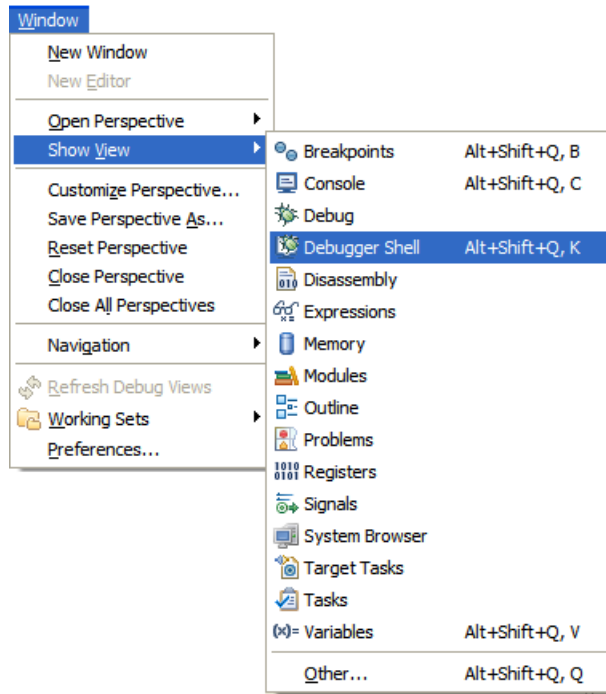 Window
New Window
New Editor
Open Perspective
Show View
Customize Perspective...
Save Perspective As...
Reset Perspective
Close Perspective
Close All Perspectives
Navigation
Refresh Debug Views
Working Sets
Preferences...
Breakpoints Alt+Shift+Q, B
Console Alt+Shift+Q, C
Debug
Debugger Shell Alt+Shift+Q, K
010 Disassembly
Expressions
Memory
Modules
Outline
Problems
1010
0101 Registers
Signals
System Browser
Target Tasks
Tasks
(x)= Variables Alt+Shift+Q, V
Other... Alt+Shift+Q, Q